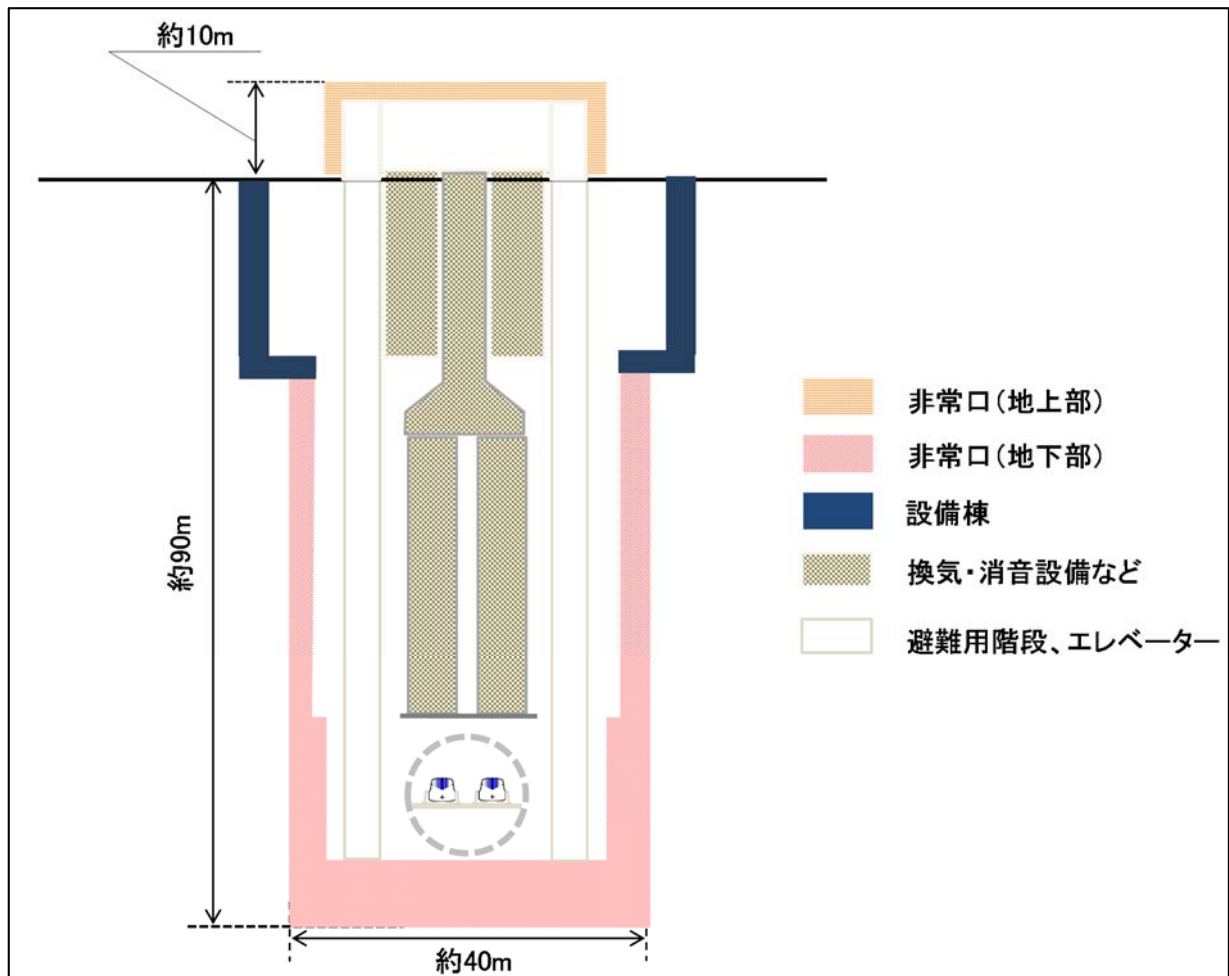 約10m
非常口（地上部）
非常口（地下部）
設備棟
換気・消音設備など
避難用階段、エレベーター
約90m
約40m